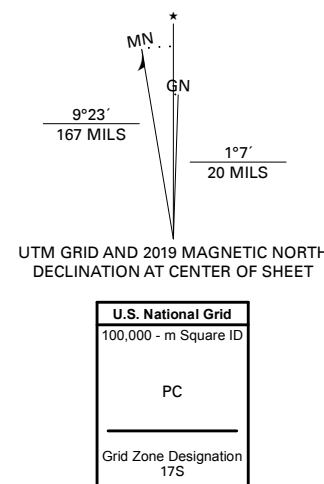 ★
MN
GN
9°23´
167 MILS
1°7´
20 MILS
UTM GRID AND 2019 MAGNETIC NORTH
DECLINATION AT CENTER OF SHEET
U.S. National Grid
100,000 - m Square ID
PC
Grid Zone Designation
17S